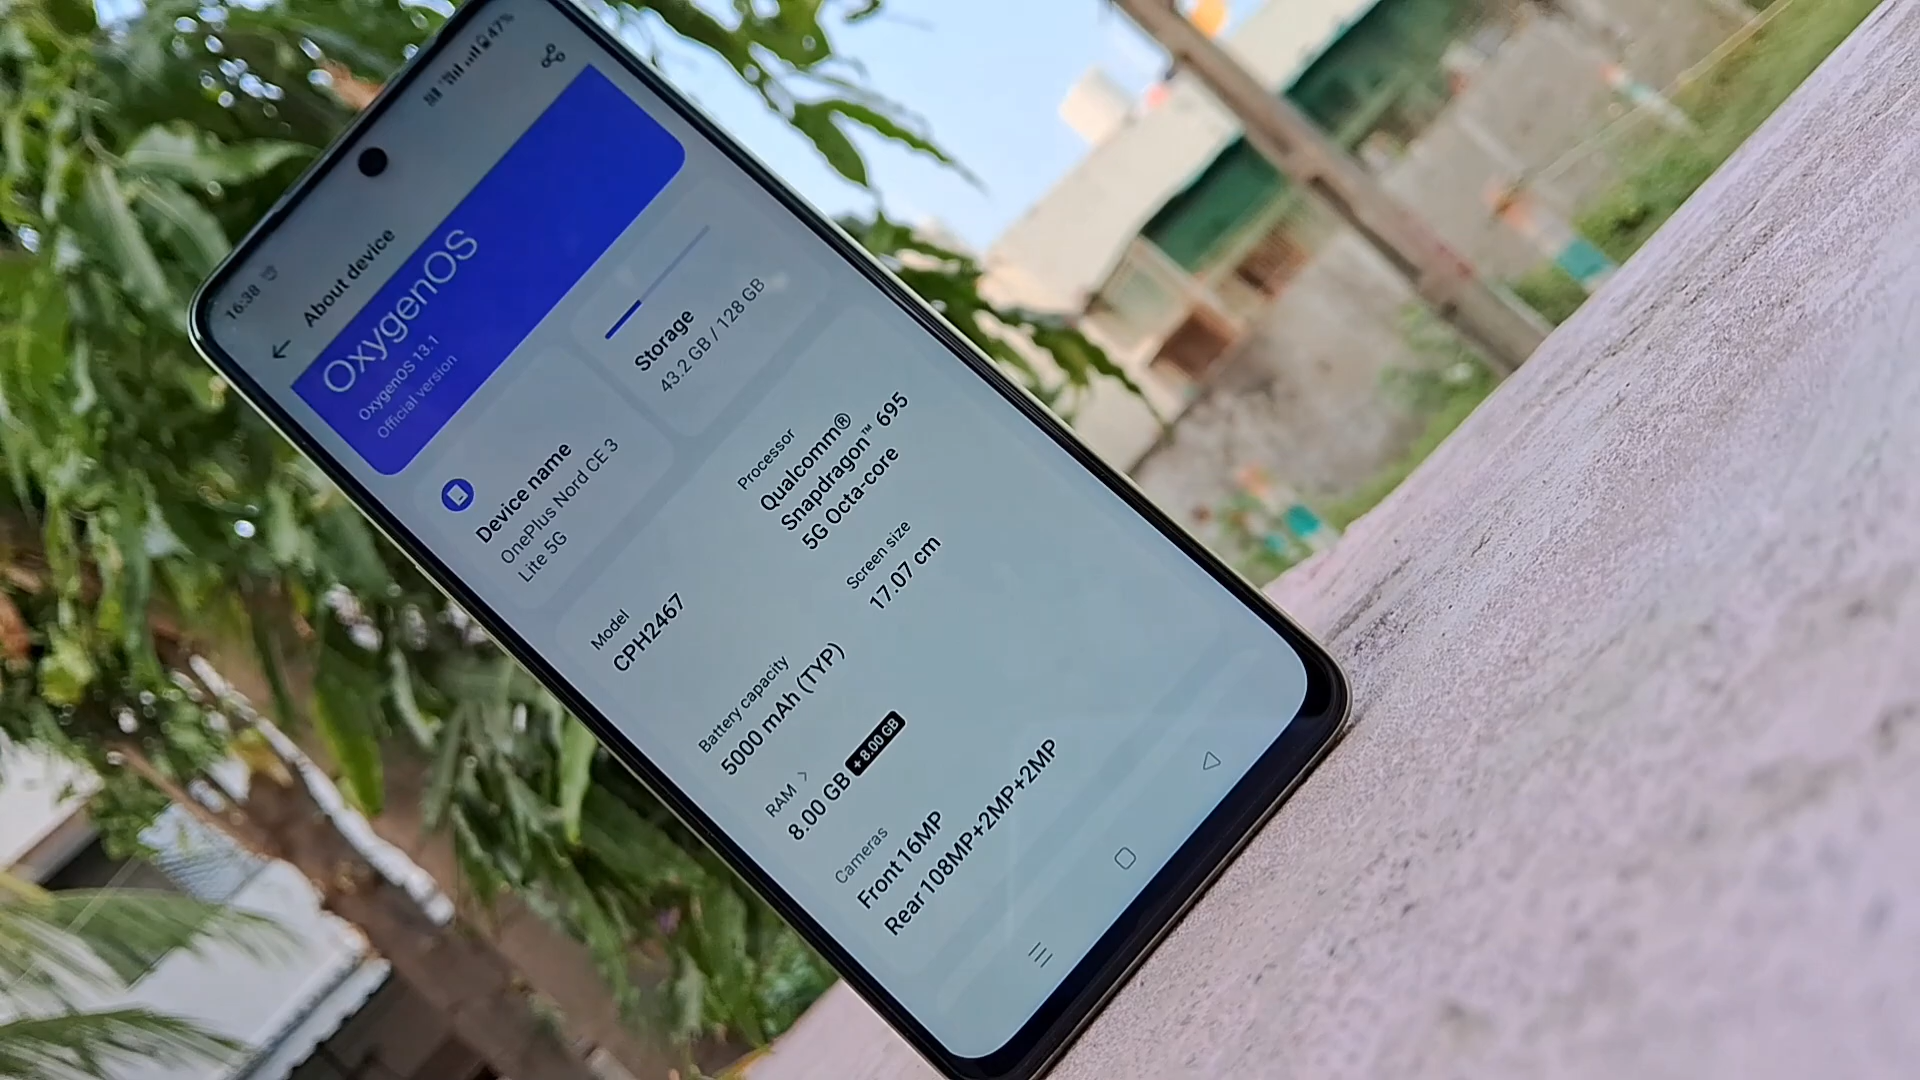 16:38
47%
About device
OxygenOS
OxygenOS 13.1
Official version
Device name
OnePlus Nord CE 3
Lite 5G
Storage
43.2 GB / 128 GB
Model
CPH2467
Processor
Qualcomm®
Snapdragon™ 695
5G Octa-core
Battery capacity
5000 mAh (TYP)
Screen size
17.07 cm
RAM >
8.00 GB +8.00 GB
Cameras
Front 16MP
Rear 108MP+2MP+2MP